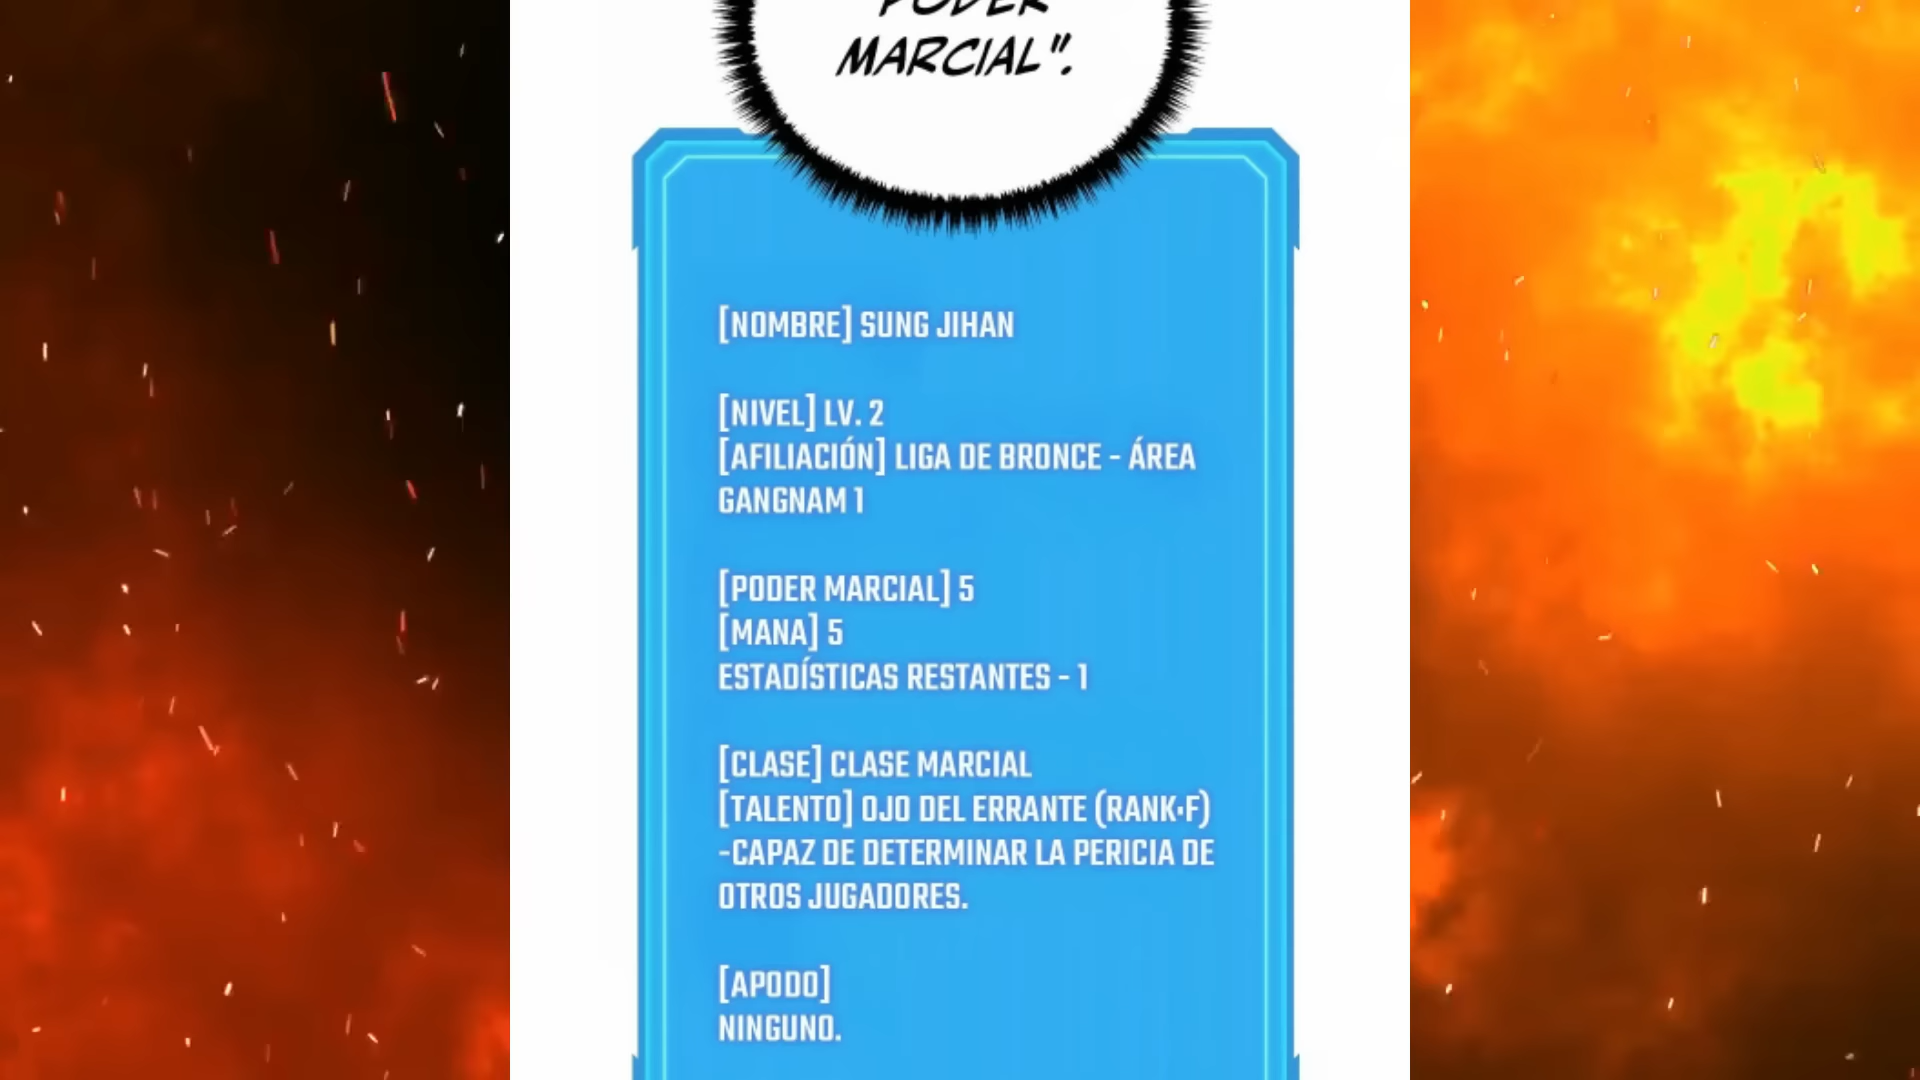 PODER
MARCIAL".
[NOMBRE] SUNG JIHAN
[NIVEL] LV. 2
[AFILIACIÓN] LIGA DE BRONCE - ÁREA
GANGNAM 1
[PODER MARCIAL] 5
[MANA] 5
ESTADÍSTICAS RESTANTES - 1
[CLASE] CLASE MARCIAL
[TALENTO] OJO DEL ERRANTE (RANK·F)
-CAPAZ DE DETERMINAR LA PERICIA DE
OTROS JUGADORES.
[APODO]
NINGUNO.